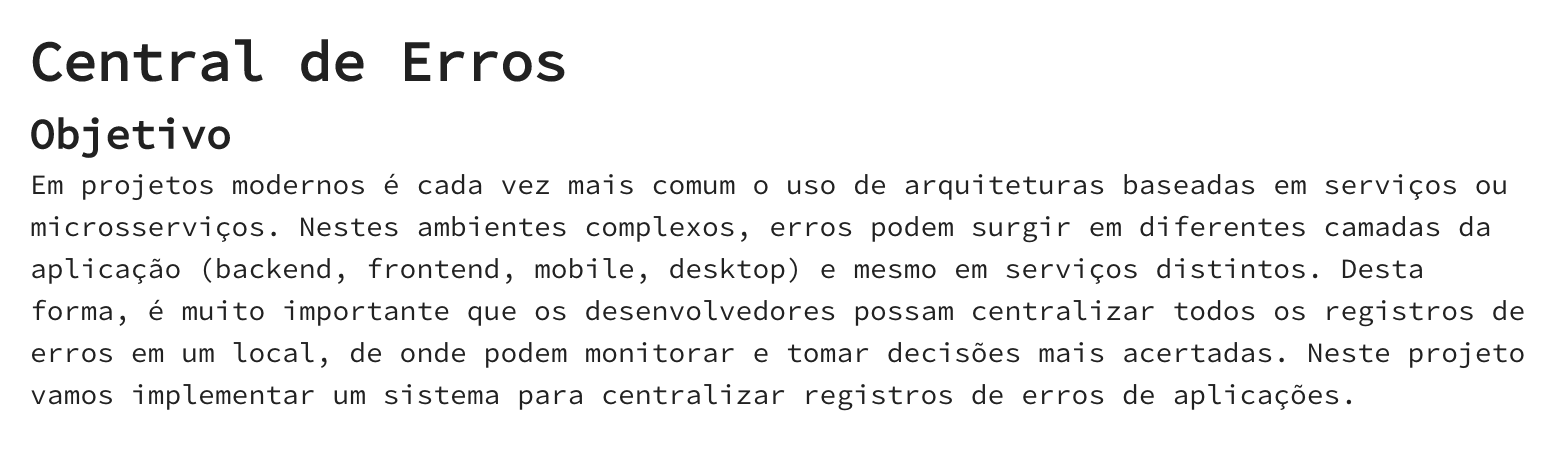 Central de Erros
Objetivo
Em projetos modernos é cada vez mais comum o uso de arquiteturas baseadas em serviços ou
microsserviços. Nestes ambientes complexos, erros podem surgir em diferentes camadas da
aplicação (backend, frontend, mobile, desktop) e mesmo em serviços distintos. Desta
forma, é muito importante que os desenvolvedores possam centralizar todos os registros de
erros em um local, de onde podem monitorar e tomar decisões mais acertadas. Neste projeto
vamos implementar um sistema para centralizar registros de erros de aplicações.